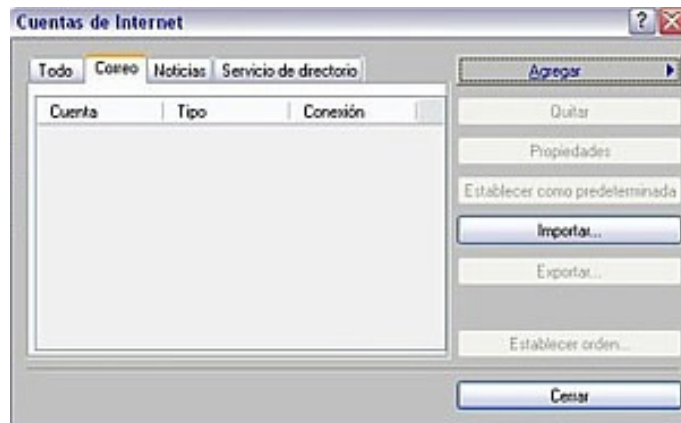 Cuentas de Internet
Todo Correo Noticias Servicio de directorio
Cuenta Tipo Conexión
Agregar
Quitar
Propiedades
Establecer como predeterminada
Importar...
Exportar...
Establecer orden...
Cerrar